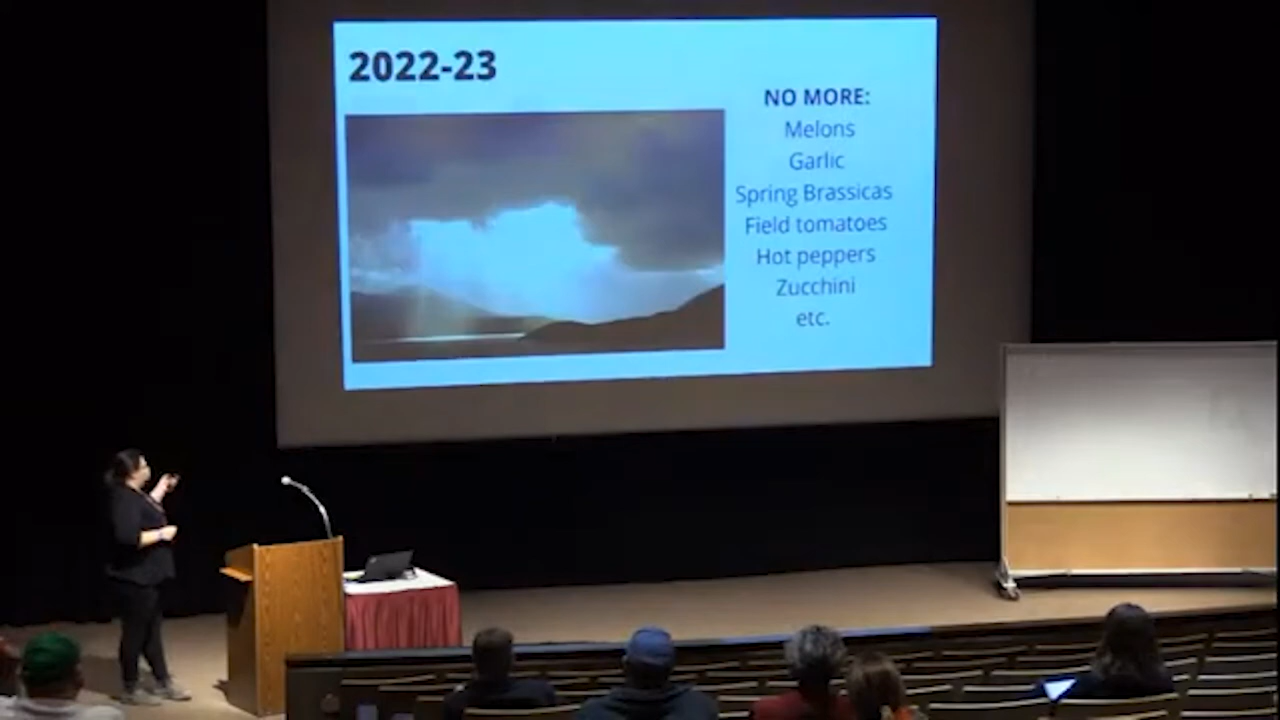 2022-23
NO MORE:
Melons
Garlic
Spring Brassicas
Field tomatoes
Hot peppers
Zucchini
etc.